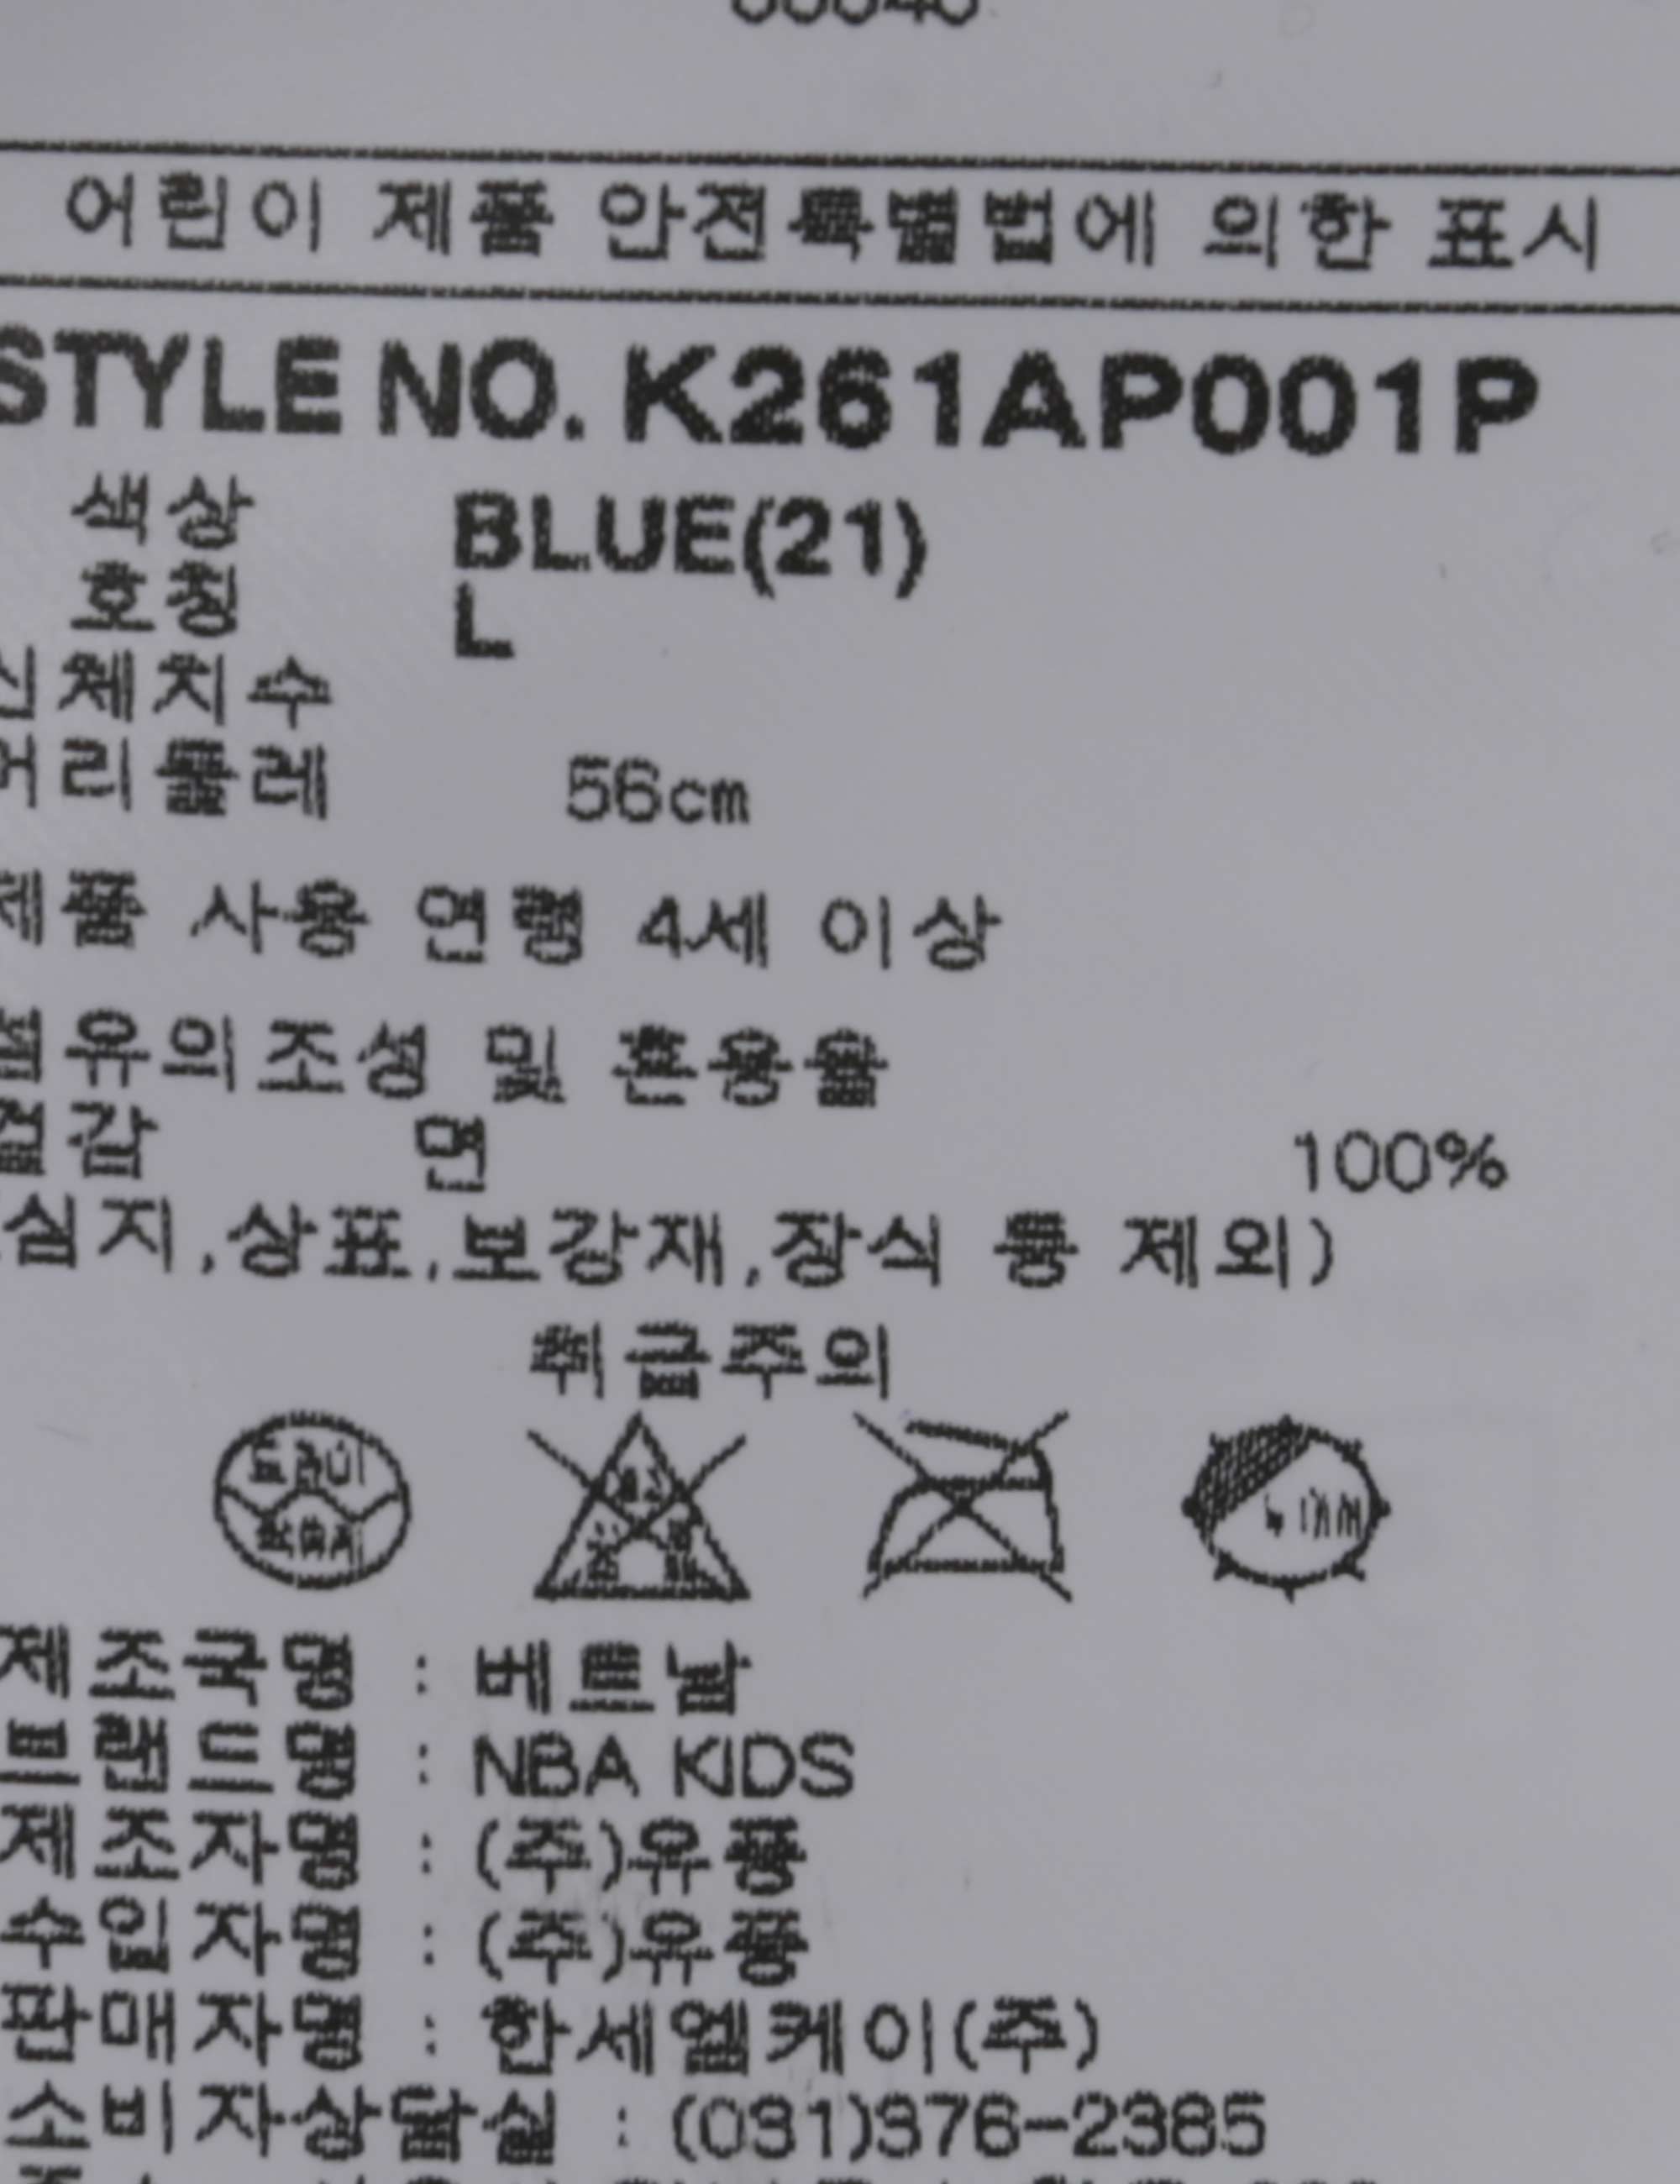 어린이 제품 안전특별법에 의한 표시
STYLE NO. K261AP001P
색상 BLUE(21)
호칭 L
신체치수
머리둘레 56cm
제품 사용 연령 4세 이상
섬유의조성 및 혼용율
겉감 면 100%
심지,상표,보강재,장식 등 제외)
취급주의
드라이
제조국명 : 베트남
브랜드명 : NBA KIDS
제조자명 : (주)유풍
수입자명 : (주)유풍
판매자명 : 한세엠케이(주)
소비자상담실 : (031)376-2385